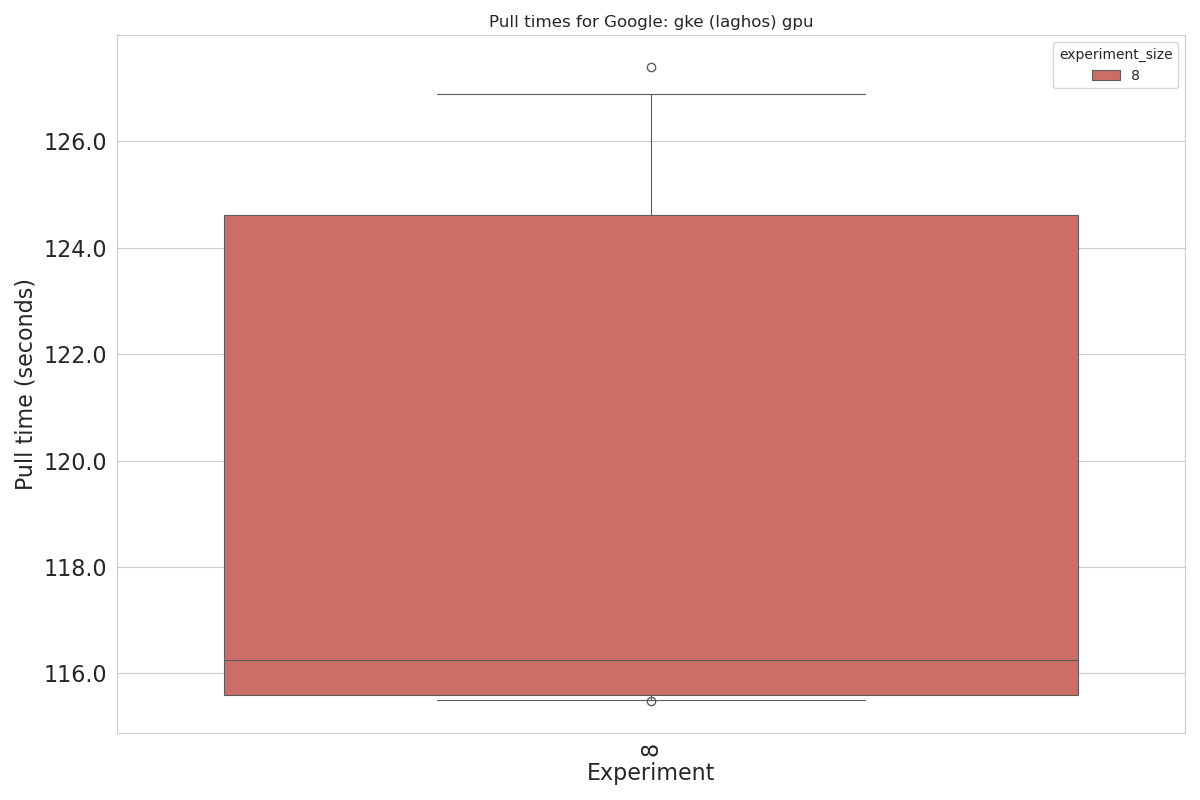 Pull times for Google: gke (laghos) gpu
experiment_size
8
126.0
124.0
122.0
120.0
118.0
116.0
Pull time (seconds)
8
Experiment